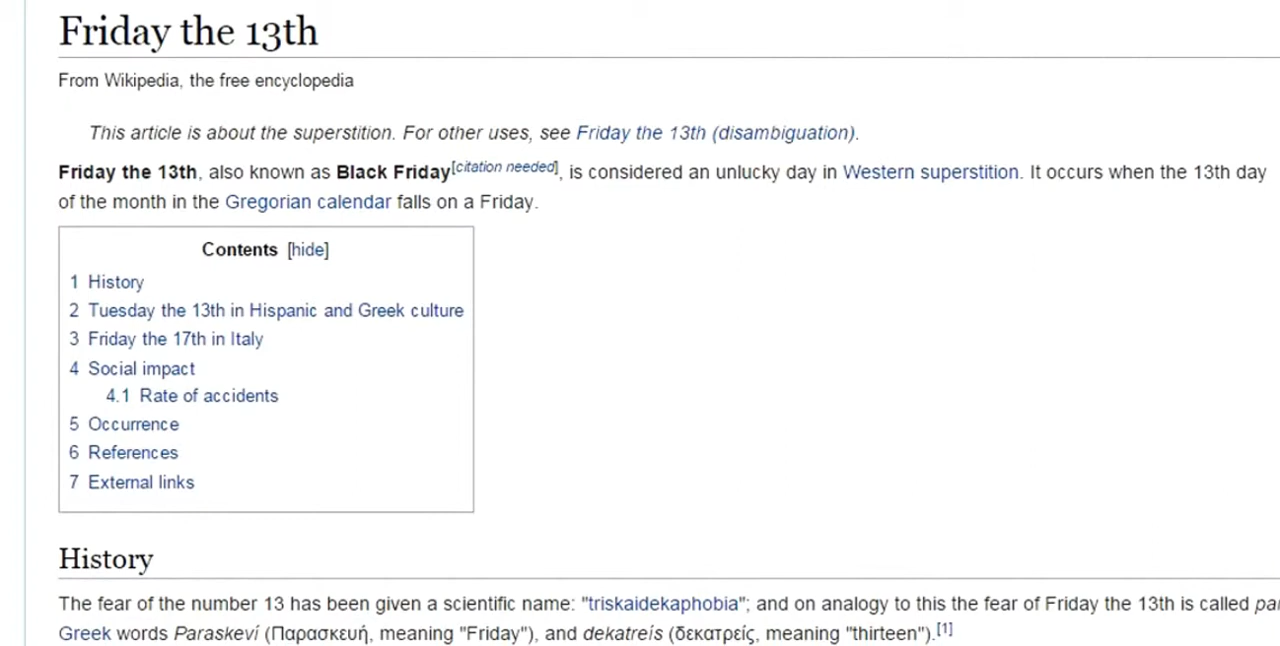 Friday the 13th
From Wikipedia, the free encyclopedia
This article is about the superstition. For other uses, see Friday the 13th (disambiguation).
Friday the 13th, also known as Black Friday[citation needed], is considered an unlucky day in Western superstition. It occurs when the 13th day
of the month in the Gregorian calendar falls on a Friday.
Contents [hide]
1 History
2 Tuesday the 13th in Hispanic and Greek culture
3 Friday the 17th in Italy
4 Social impact
4.1 Rate of accidents
5 Occurrence
6 References
7 External links
History
The fear of the number 13 has been given a scientific name: "triskaidekaphobia"; and on analogy to this the fear of Friday the 13th is called
Greek words Paraskeví (Παρασκευή, meaning "Friday"), and dekatreís (δεκατρείς, meaning "thirteen").[1]